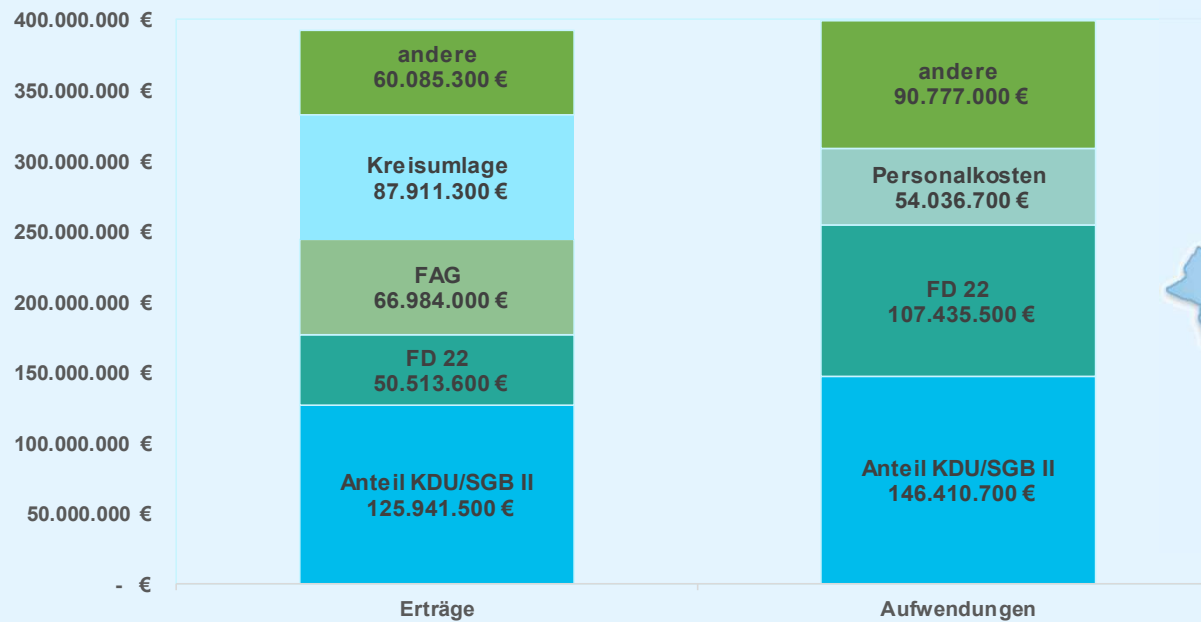 400.000.000 €
350.000.000 €
300.000.000 €
250.000.000 €
200.000.000 €
150.000.000 €
100.000.000 €
50.000.000 €
- €
andere
60.085.300 €
Kreisumlage
87.911.300 €
FAG
66.984.000 €
FD 22
50.513.600 €
Anteil KDU/SGB II
125.941.500 €
andere
90.777.000 €
Personalkosten
54.036.700 €
FD 22
107.435.500 €
Anteil KDU/SGB II
146.410.700 €
Erträge
Aufwendungen